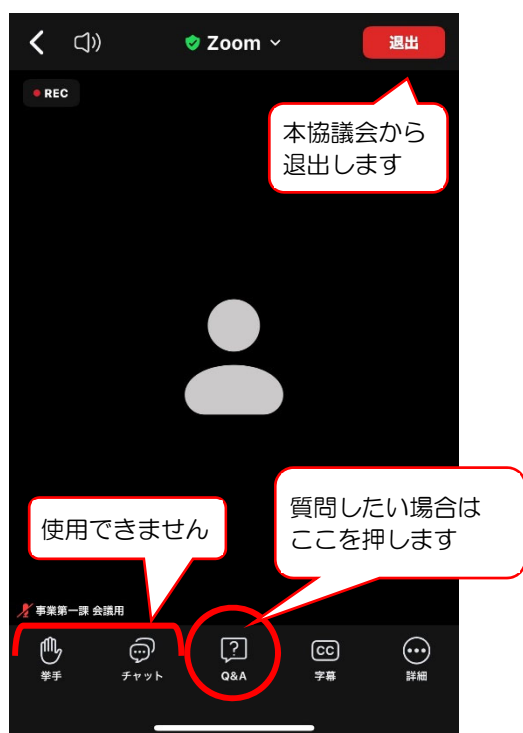 Zoom
退出
REC
本協議会から
退出します
質問したい場合は
ここを押します
使用できません
事業第一課 会議用
挙手
チャット
Q&A
CC
字幕
詳細